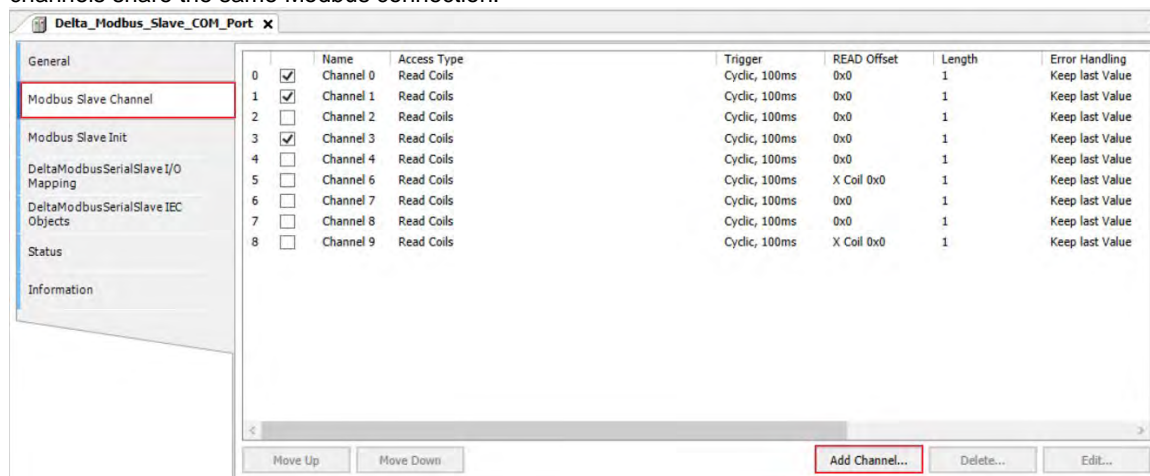 channels share the same Modbus connection.
Delta_Modbus_Slave_COM_Port x
General
Modbus Slave Channel
Modbus Slave Init
DeltaModbusSerialSlave I/O
Mapping
DeltaModbusSerialSlave IEC
Objects
Status
Information
Name Access Type Trigger READ Offset Length Error Handling
0 Channel 0 Read Coils Cyclic, 100ms 0x0 1 Keep last Value
1 Channel 1 Read Coils Cyclic, 100ms 0x0 1 Keep last Value
2 Channel 2 Read Coils Cyclic, 100ms 0x0 1 Keep last Value
3 Channel 3 Read Coils Cyclic, 100ms 0x0 1 Keep last Value
4 Channel 4 Read Coils Cyclic, 100ms 0x0 1 Keep last Value
5 Channel 6 Read Coils Cyclic, 100ms X Coil 0x0 1 Keep last Value
6 Channel 7 Read Coils Cyclic, 100ms 0x0 1 Keep last Value
7 Channel 8 Read Coils Cyclic, 100ms 0x0 1 Keep last Value
8 Channel 9 Read Coils Cyclic, 100ms X Coil 0x0 1 Keep last Value
Move Up Move Down Add Channel... Delete... Edit...